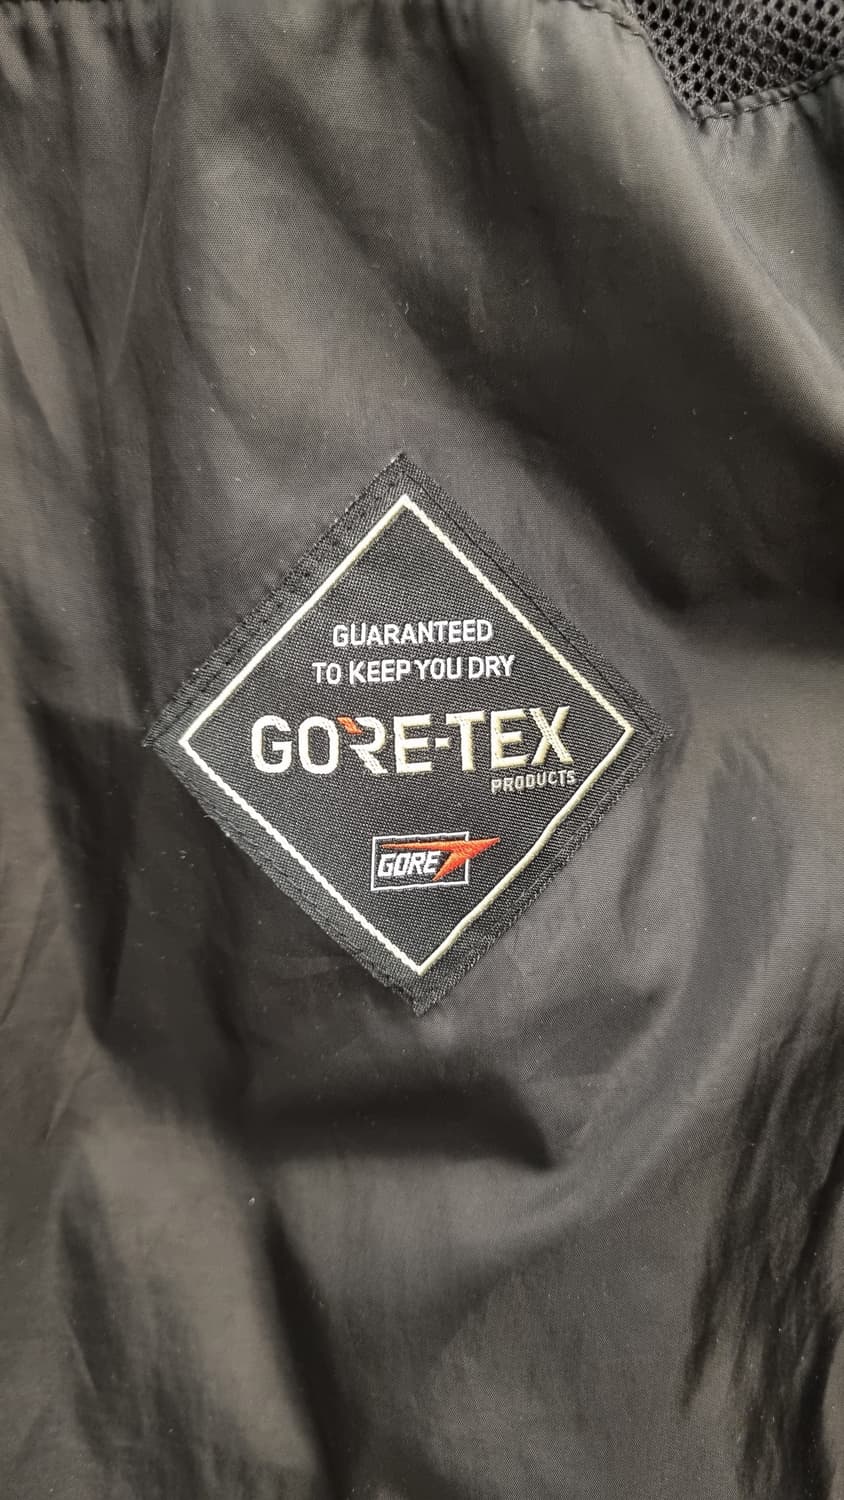 GUARANTEED
TO KEEP YOU DRY
GORE-TEX
PRODUCTS
GORE